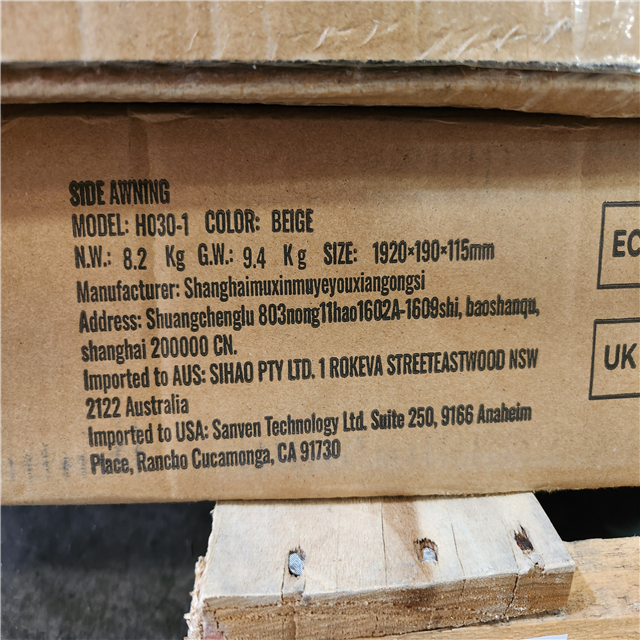 SIDE AWNING
MODEL: H030-1 COLOR: BEIGE
N.W.: 8.2 Kg G.W.: 9.4 Kg SIZE: 1920×190×115mm
Manufacturer: Shanghaimuxinmuyeyouxiangongsi
Address: Shuangchenglu 803nong11hao1602A-1609shi, baoshanqu,
shanghai 200000 CN.
Imported to AUS: SIHAO PTY LTD. 1 ROKEVA STREETEASTWOOD NSW
2122 Australia
Imported to USA: Sanven Technology Ltd. Suite 250, 9166 Anaheim
Place, Rancho Cucamonga, CA 91730
EC
UK